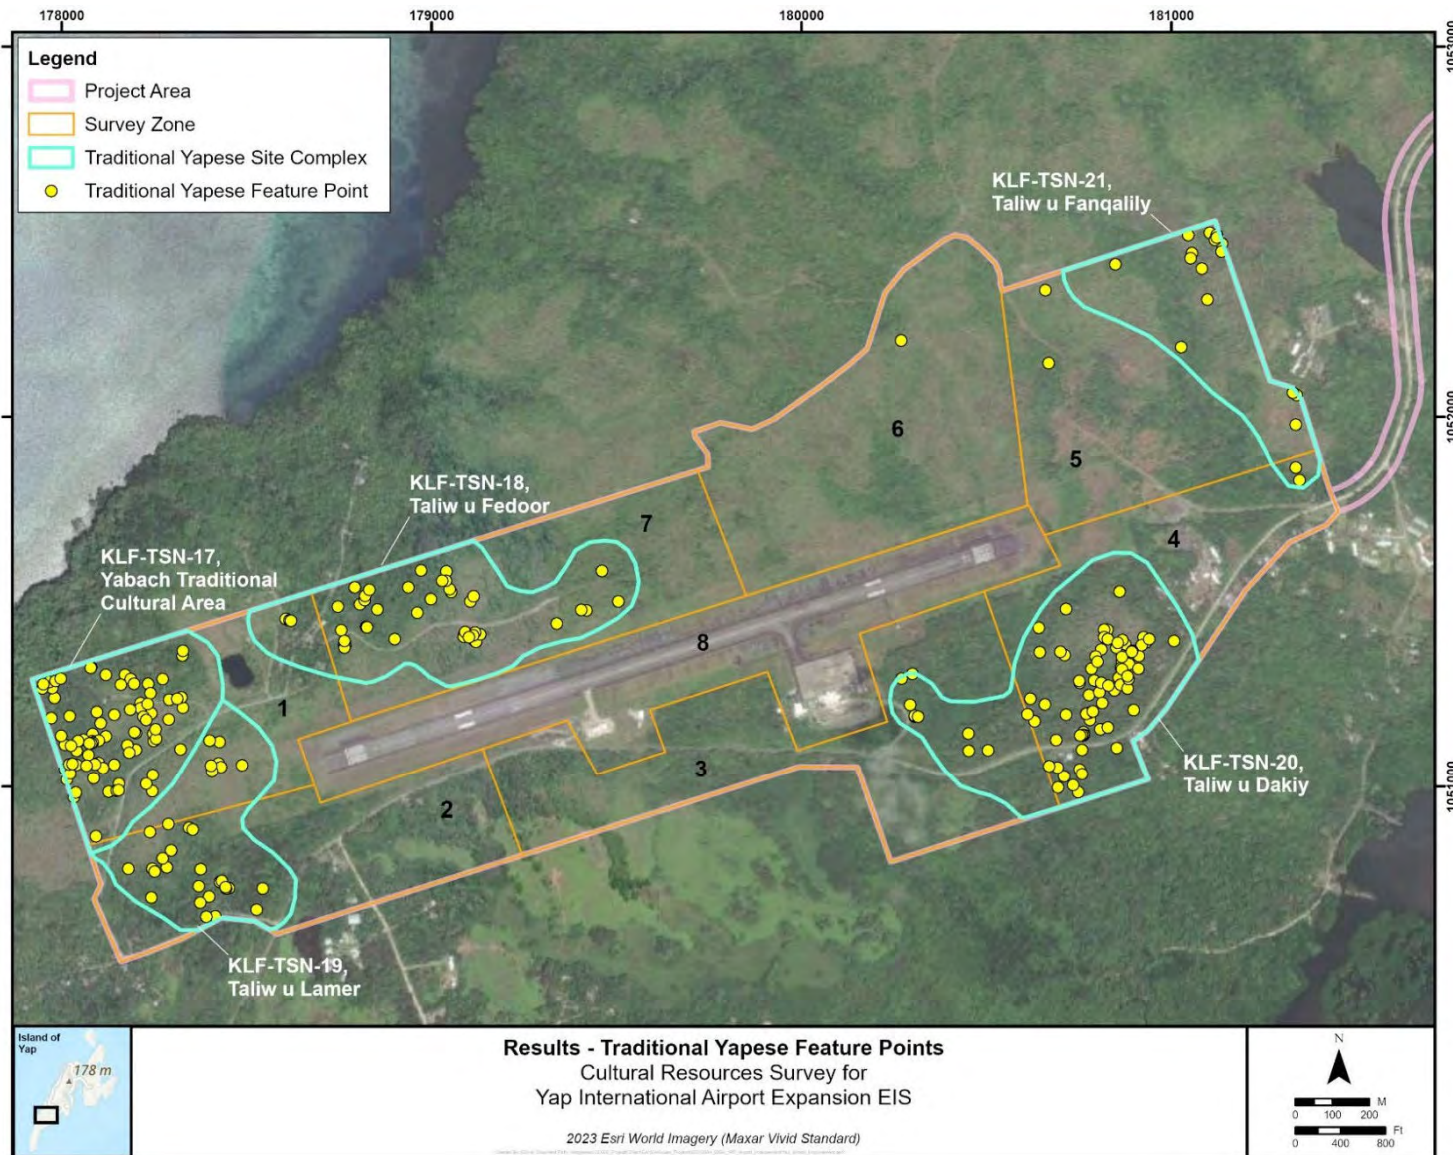 178000
179000
180000
181000
1053000
Legend
Project Area
Survey Zone
Traditional Yapese Site Complex
Traditional Yapese Feature Point
KLF-TSN-21,
Taliw u Fanqalily
1052000
6
5
KLF-TSN-18,
Taliw u Fedoor
7
4
KLF-TSN-17,
Yabach Traditional
Cultural Area
8
1
3
KLF-TSN-20,
Taliw u Dakiy
1051000
2
KLF-TSN-19,
Taliw u Lamer
Island of
Yap
178 m
Results - Traditional Yapese Feature Points
Cultural Resources Survey for
Yap International Airport Expansion EIS
2023 Esri World Imagery (Maxar Vivid Standard)
N
M
0 100 200
Ft
0 400 800